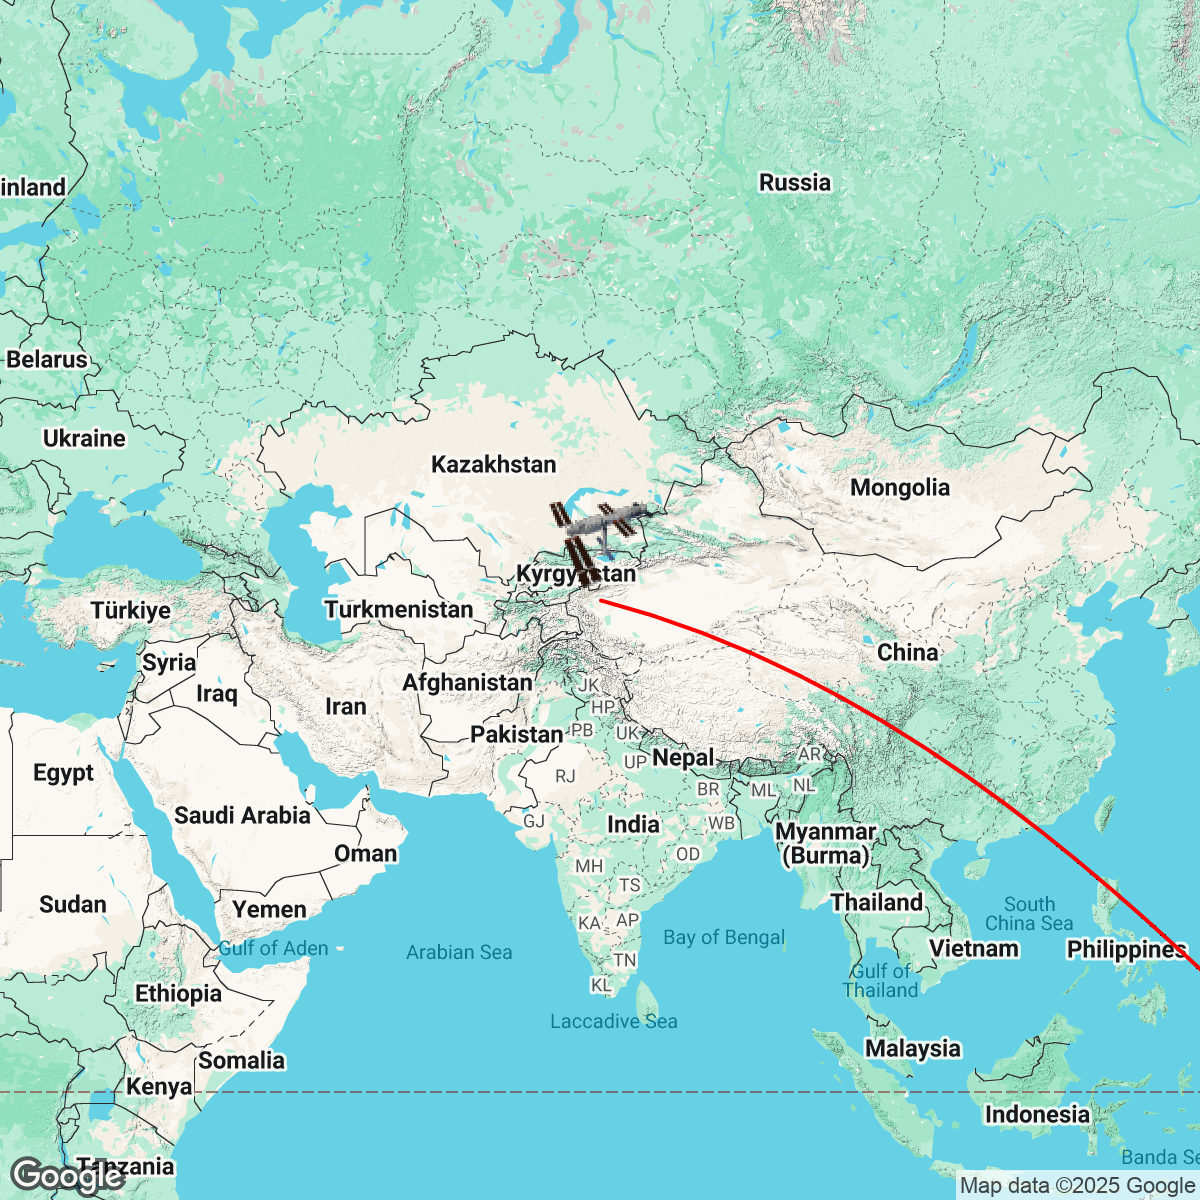 Russia
inland
Belarus
Ukraine
Kazakhstan
Mongolia
Kyrgyzstan
Türkiye
Turkmenistan
China
Syria
Afghanistan
JK
Iraq
Iran
HP
Pakistan
PB
UK
Egypt
UP
Nepal
AR
RJ
BR
ML
NL
Saudi Arabia
GJ
India
WB
Myanmar
(Burma)
Oman
OD
MH
TS
Sudan
Yemen
Thailand
South
China Sea
KA
AP
Gulf of Aden
Arabian Sea
Bay of Bengal
Vietnam
Philippines
TN
Ethiopia
KL
Gulf of
Thailand
Laccadive Sea
Somalia
Malaysia
Kenya
Indonesia
Banda Se
Tanzania
Google
Map data ©2025 Google